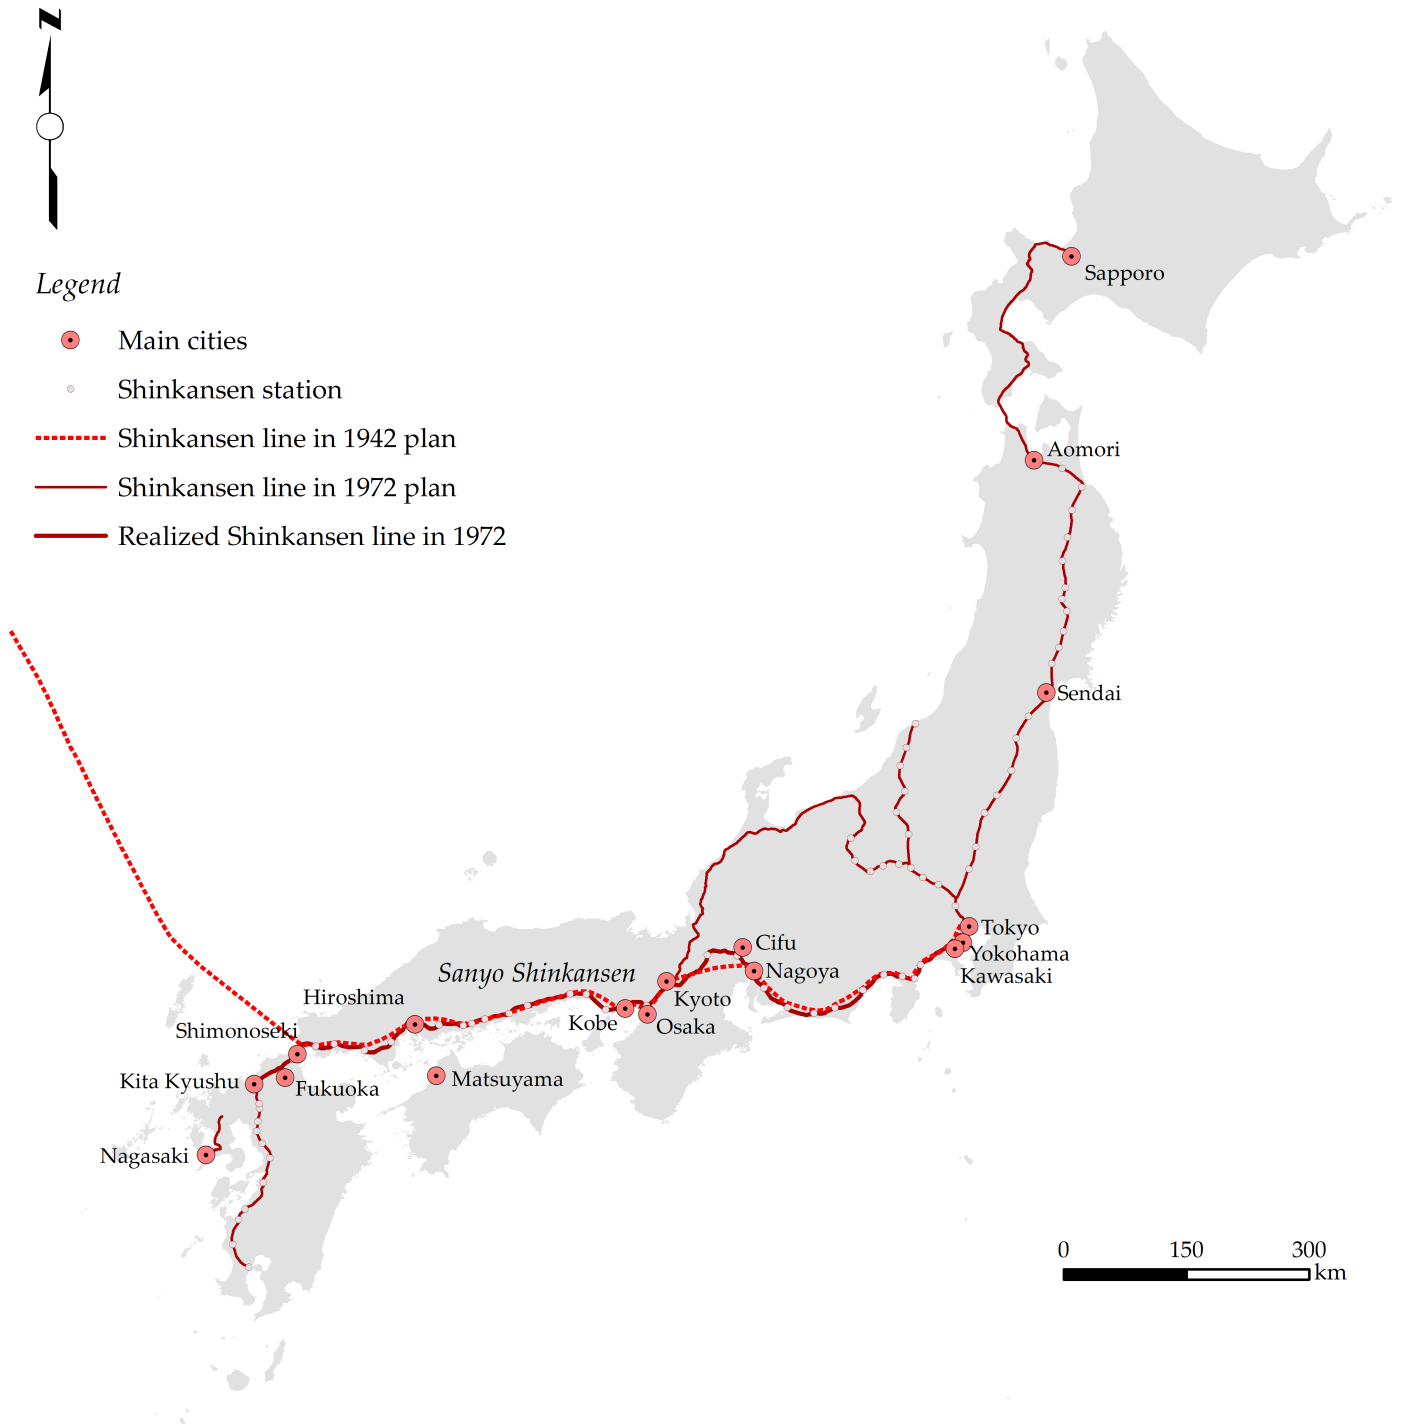 N
Legend
Main cities
Shinkansen station
Shinkansen line in 1942 plan
Shinkansen line in 1972 plan
Realized Shinkansen line in 1972
Sapporo
Aomori
Sendai
Tokyo
Yokohama
Kawasaki
Cifu
Nagoya
Sanyo Shinkansen
Kyoto
Hiroshima
Kobe
Osaka
Shimonoseki
Kita Kyushu
Fukuoka
Matsuyama
Nagasaki
0 150 300
km